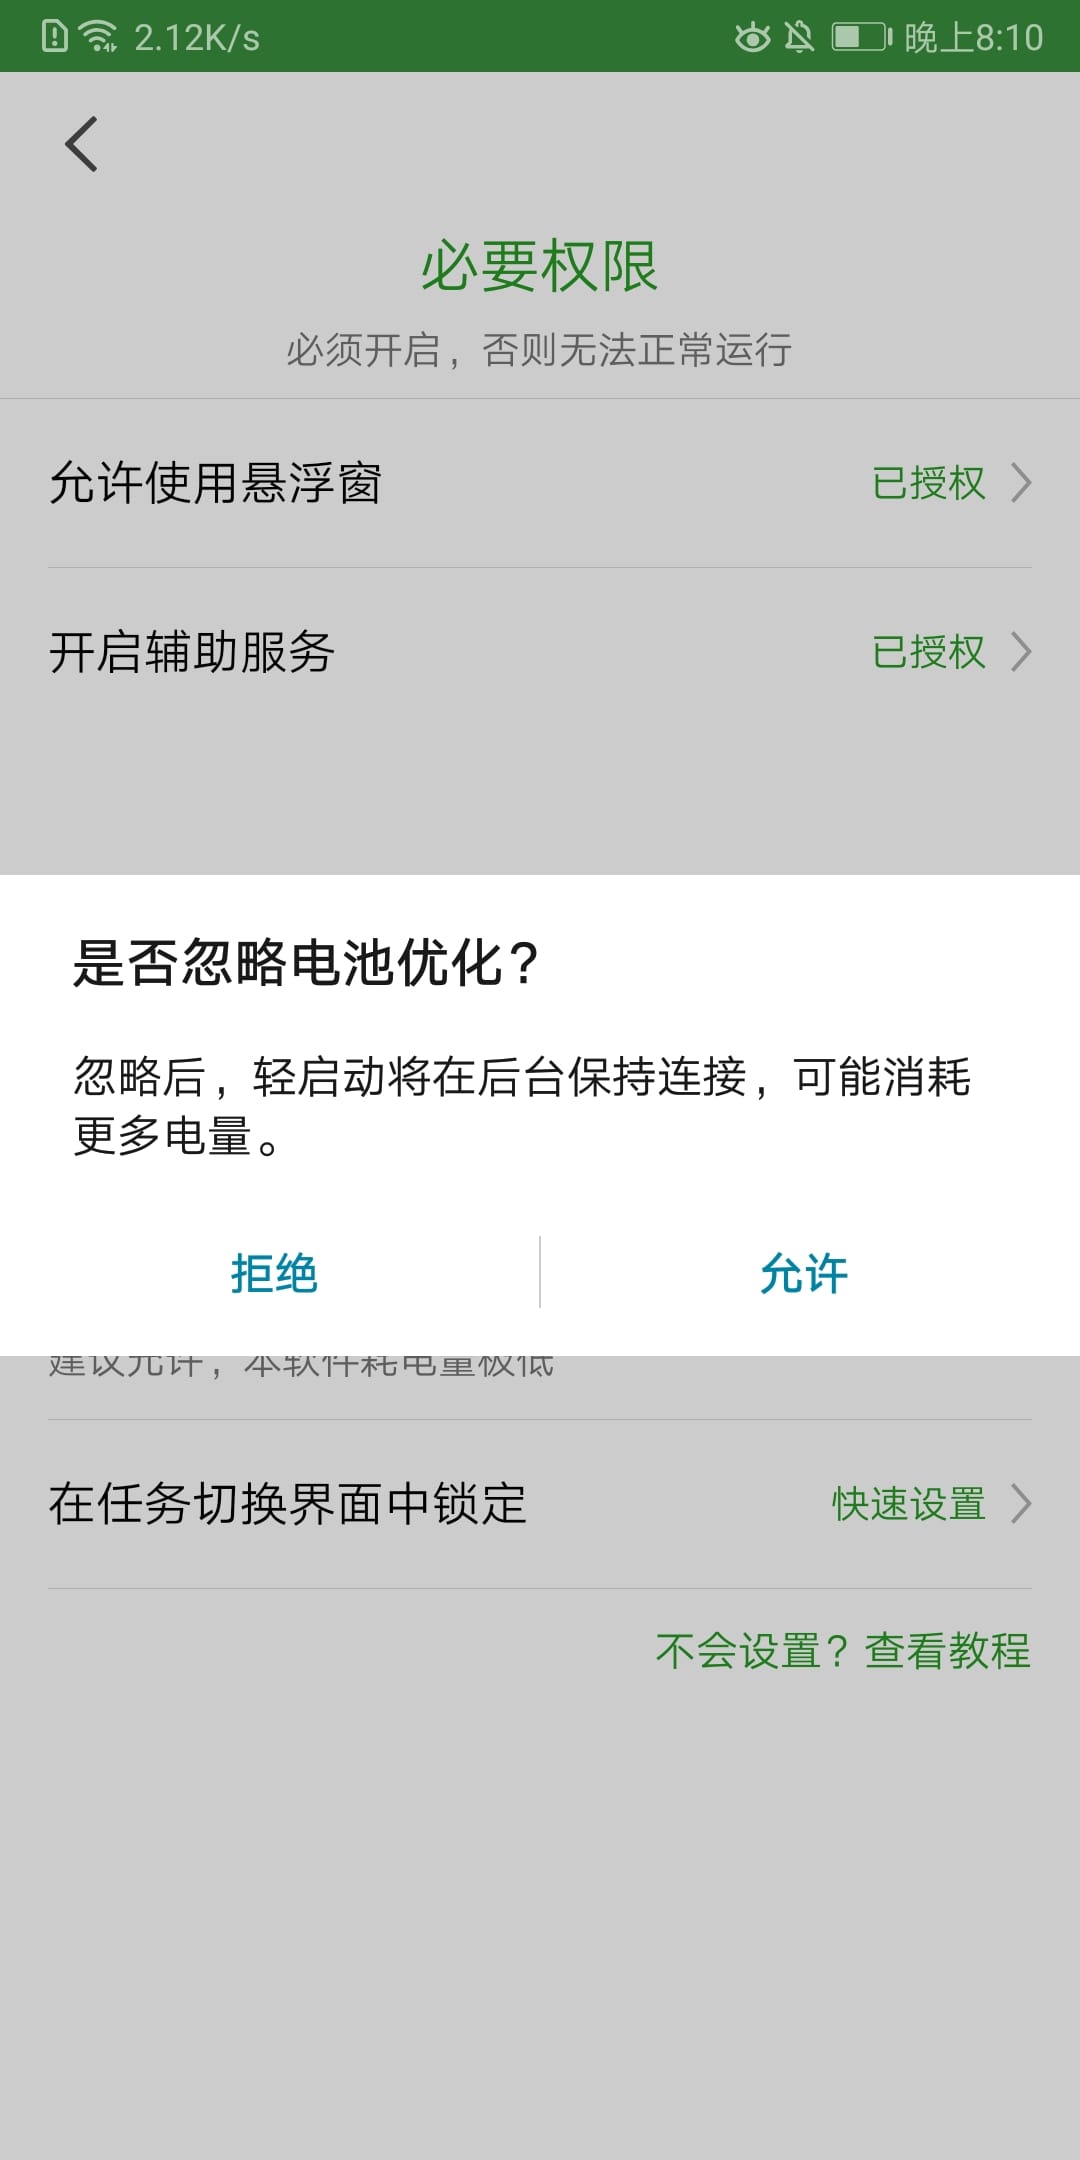 2.12K/s 晚上8:10
必要权限
必须开启，否则无法正常运行
允许使用悬浮窗 已授权
开启辅助服务 已授权
是否忽略电池优化？
忽略后，轻启动将在后台保持连接，可能消耗
更多电量。
拒绝 允许
建议允许，本软件耗电量极低
在任务切换界面中锁定 快速设置
不会设置？查看教程